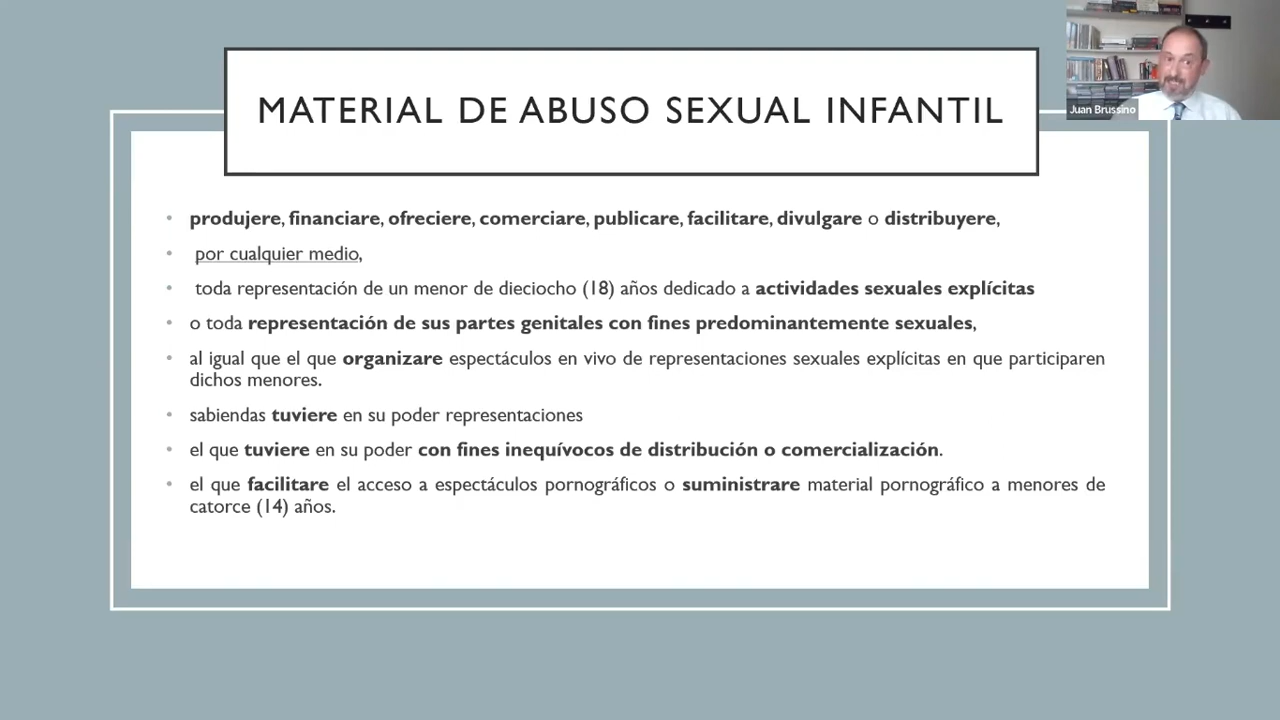 MATERIAL DE ABUSO SEXUAL INFANTIL
Juan Brussino
• produjere, financiare, ofreciere, comerciare, publicare, facilitare, divulgare o distribuyere,
• por cualquier medio,
• toda representación de un menor de dieciocho (18) años dedicado a actividades sexuales explícitas
• o toda representación de sus partes genitales con fines predominantemente sexuales,
• al igual que el que organizare espectáculos en vivo de representaciones sexuales explícitas en que participaren
dichos menores.
• sabiendas tuviere en su poder representaciones
• el que tuviere en su poder con fines inequívocos de distribución o comercialización.
• el que facilitare el acceso a espectáculos pornográficos o suministrare material pornográfico a menores de
catorce (14) años.